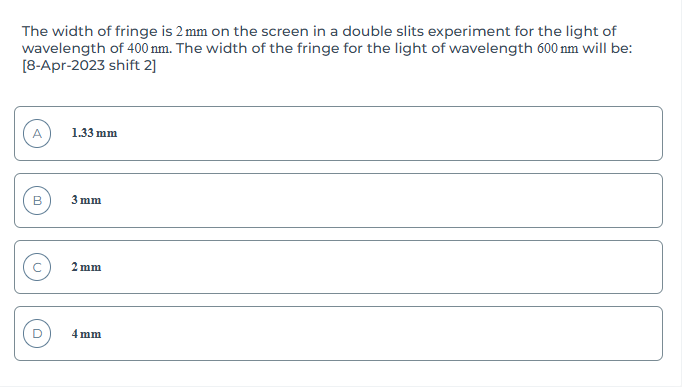 The width of fringe is 2 mm on the screen in a double slits experiment for the light of
wavelength of 400 nm. The width of the fringe for the light of wavelength 600 nm will be:
[8-Apr-2023 shift 2]
A 1.33 mm
B 3 mm
C 2 mm
D 4 mm